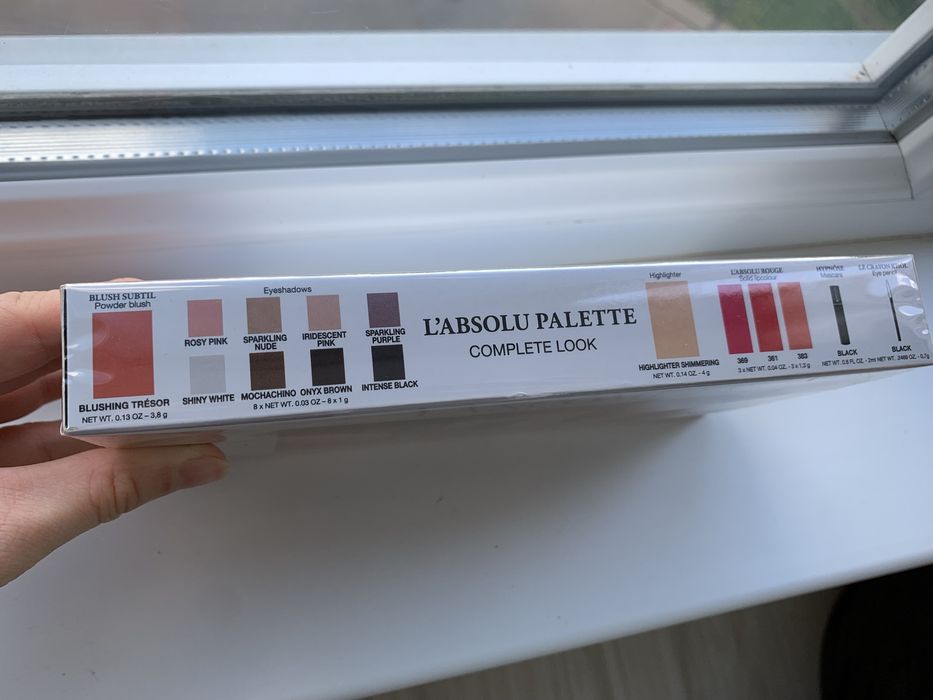 BLUSH SUBTIL
Powder blush
BLUSHING TRÉSOR
NET WT. 0.13 OZ – 3,8 g
Eyeshadows
ROSY PINK
SPARKLING
NUDE
IRIDESCENT
PINK
SPARKLING
PURPLE
SHINY WHITE
MOCHACHINO
ONYX BROWN
INTENSE BLACK
8 x NET WT. 0.03 OZ – 8 x 1 g
L'ABSOLU PALETTE
COMPLETE LOOK
Highlighter
HIGHLIGHTER SHIMMERING
NET WT. 0.14 OZ. - 4 g
L'ABSOLU ROUGE
Solid lipcolour
369
361
383
3 x NET WT. 0.04 OZ. - 3 x 1,3 g
HYPNÔSE
Mascara
BLACK
LE CRAYON KHÔL
Eye pencil
BLACK